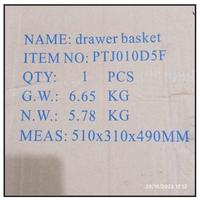 NAME: drawer basket
ITEM NO: PTJ010D5F
QTY: 1 PCS
G.W.: 6.65 KG
N.W.: 5.78 KG
MEAS: 510x310x490MM